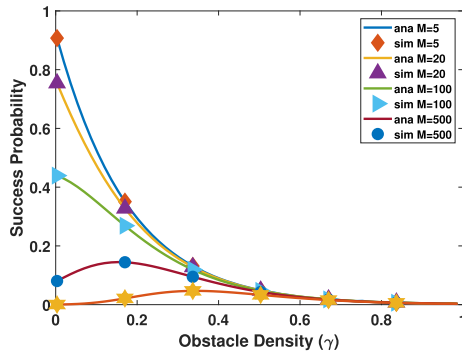 1
0.8
0.6
0.4
0.2
0
0
0.2
0.4
0.6
0.8
Success Probability
Obstacle Density (γ)
ana M=5
sim M=5
ana M=20
sim M=20
ana M=100
sim M=100
ana M=500
sim M=500